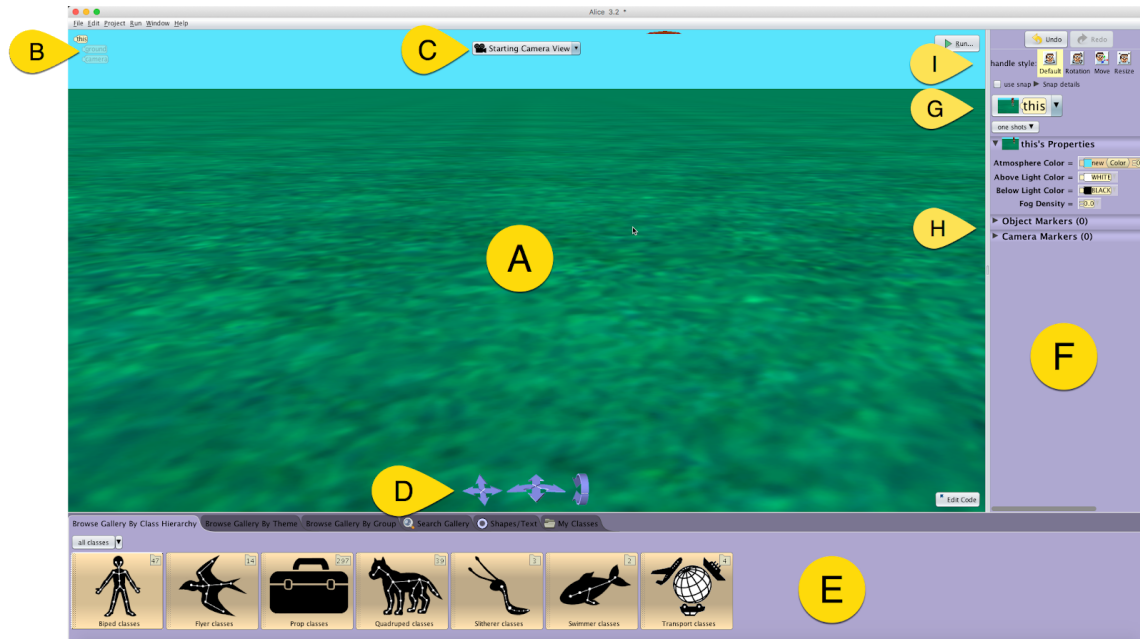 Alice 3.2 *
File Edit Project Run Window Help
B
this
ground
camera
C
Starting Camera View
Run...
I
Undo
Redo
handle style:
Default Rotation Move Resize
use snap Snap details
G
this
one shots
this's Properties
Atmosphere Color = new Color
Above Light Color = WHITE
Below Light Color = BLACK
Fog Density = 0.0
H
Object Markers (0)
Camera Markers (0)
A
F
D
Edit Code
Browse Gallery By Class Hierarchy Browse Gallery By Theme Browse Gallery By Group Search Gallery Shapes/Text My Classes
all classes
47 14 297 39 3 2 4
E
Biped classes Flyer classes Prop classes Quadruped classes Slitherer classes Swimmer classes Transport classes